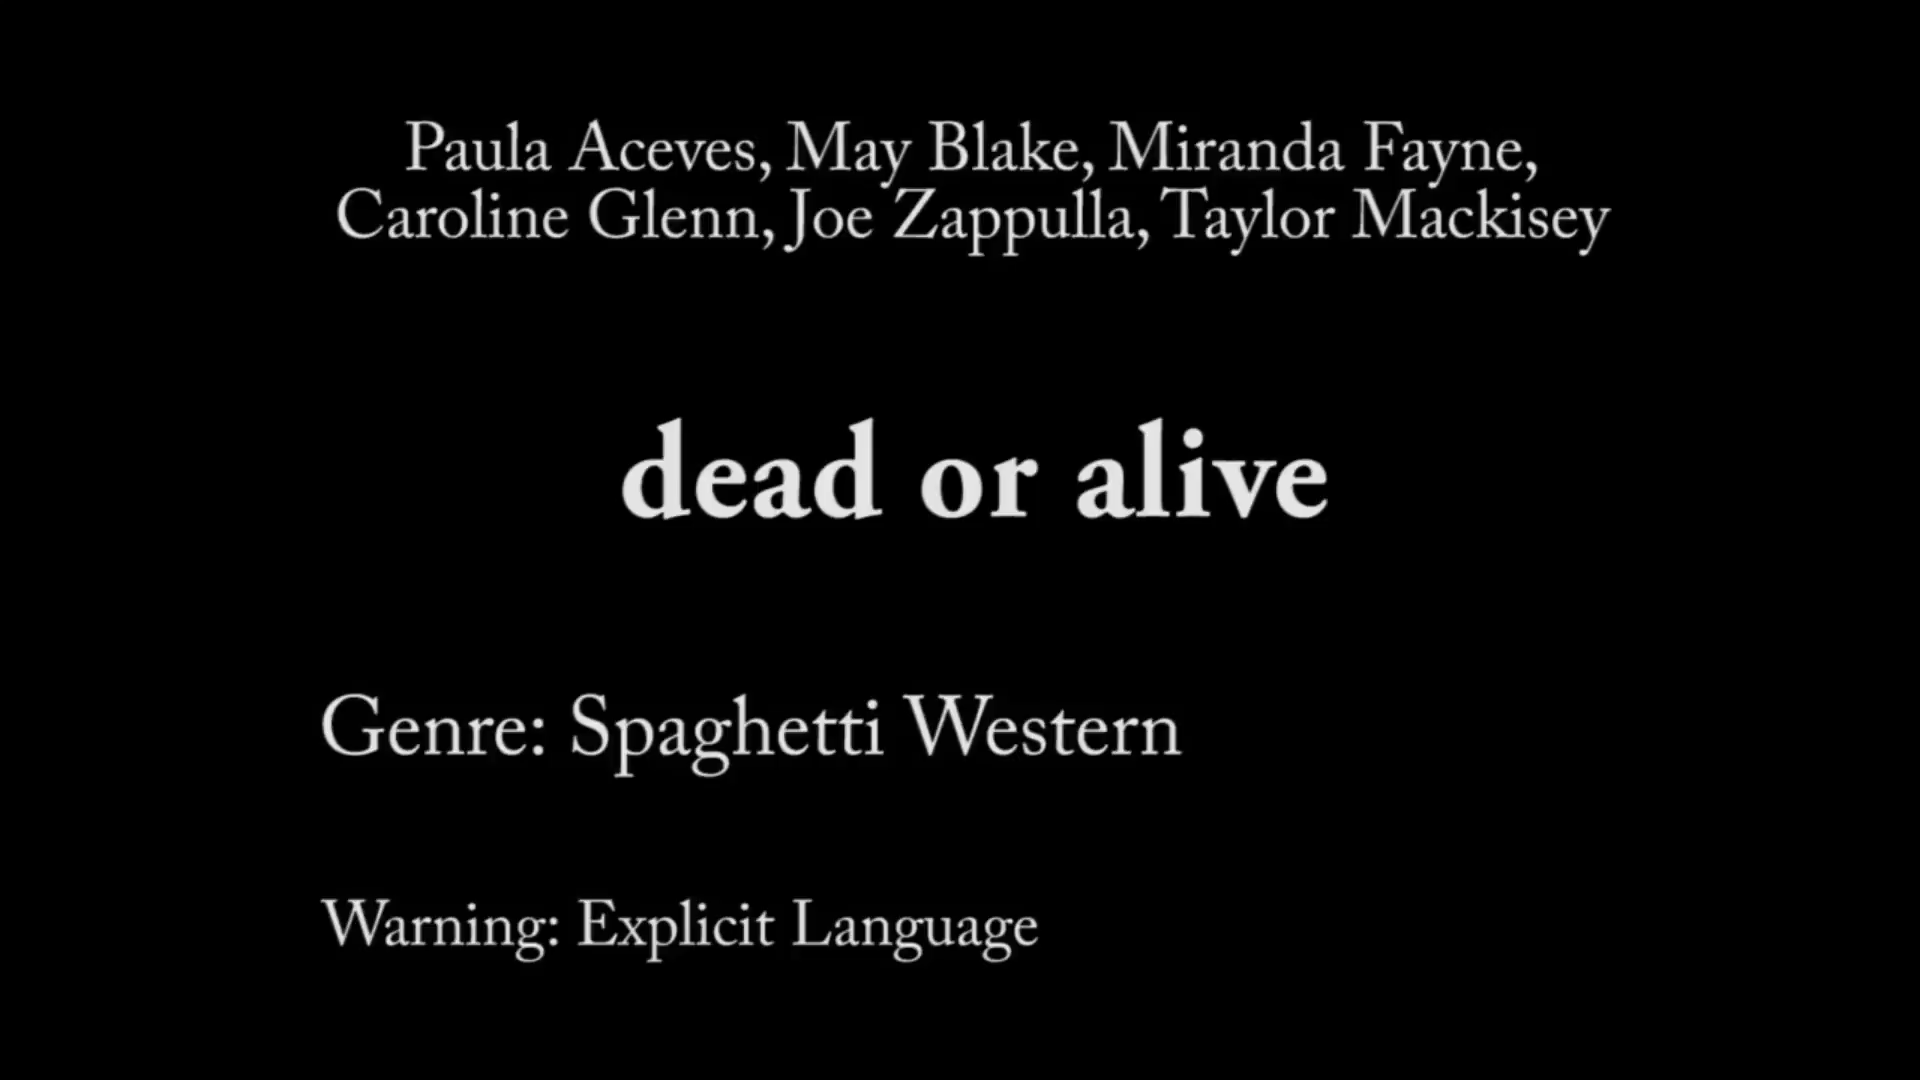 Paula Aceves, May Blake, Miranda Fayne,
Caroline Glenn, Joe Zappulla, Taylor Mackisey
dead or alive
Genre: Spaghetti Western
Warning: Explicit Language